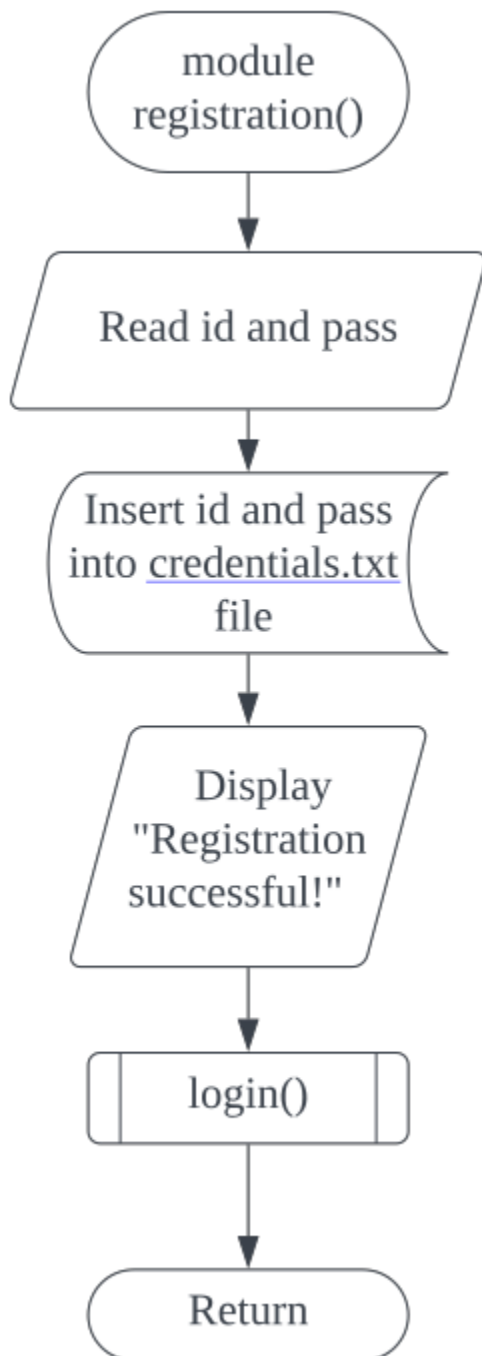 module
registration()
Read id and pass
Insert id and pass
into credentials.txt
file
Display
"Registration
successful!"
login()
Return